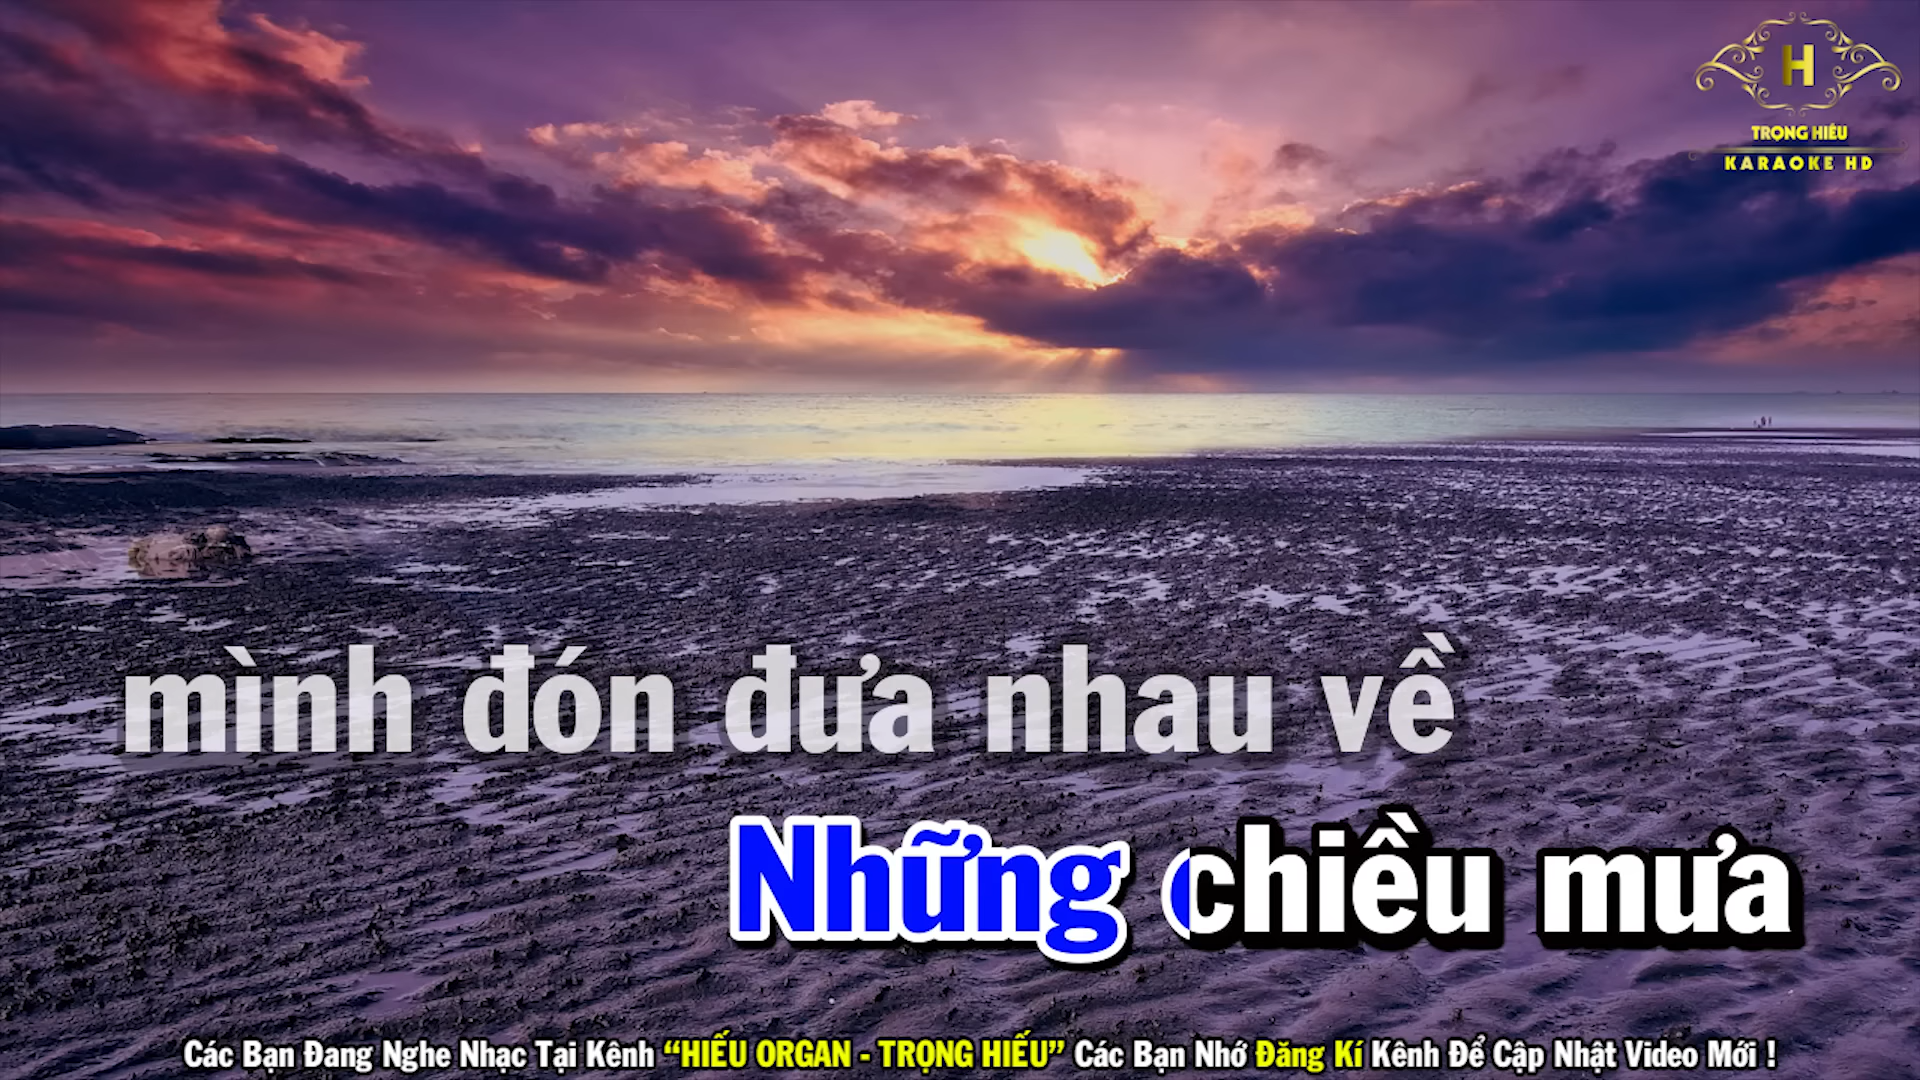 H
TRỌNG HIẾU
KARAOKE HD
mình đón đưa nhau về
Những chiều mưa
Các Bạn Đang Nghe Nhạc Tại Kênh “HIẾU ORGAN - TRỌNG HIẾU” Các Bạn Nhớ Đăng Kí Kênh Để Cập Nhật Video Mới !